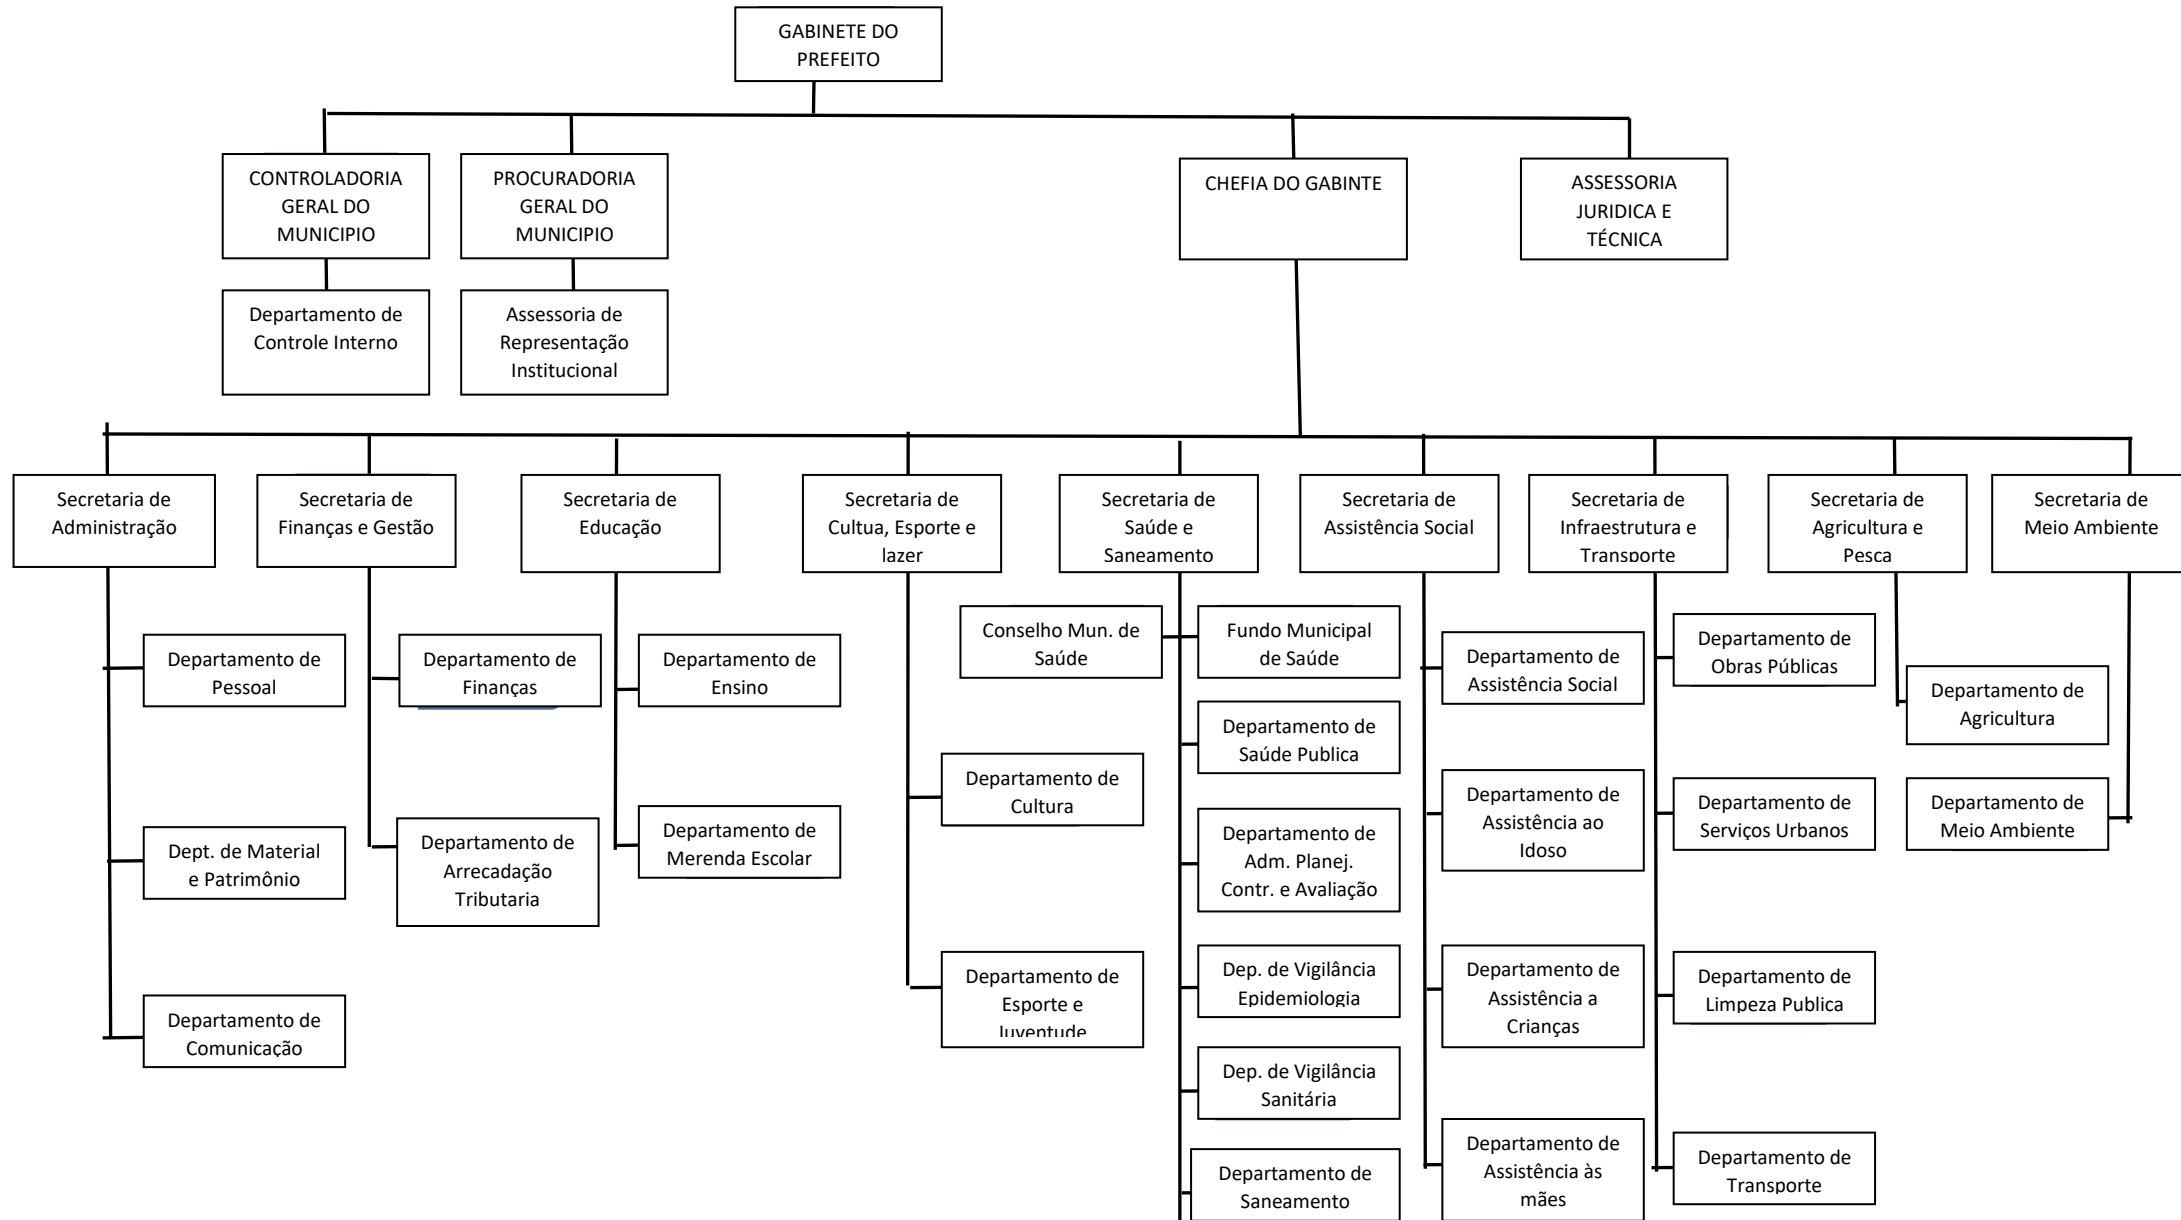 GABINETE DO
PREFEITO
CONTROLADORIA
GERAL DO
MUNICIPIO
PROCURADORIA
GERAL DO
MUNICIPIO
CHEFIA DO GABINTE
ASSESSORIA
JURIDICA E
TÉCNICA
Departamento de
Controle Interno
Assessoria de
Representação
Institucional
Secretaria de
Administração
Secretaria de
Finanças e Gestão
Secretaria de
Educação
Secretaria de
Cultua, Esporte e
lazer
Secretaria de
Saúde e
Saneamento
Secretaria de
Assistência Social
Secretaria de
Infraestrutura e
Transporte
Secretaria de
Agricultura e
Pesca
Secretaria de
Meio Ambiente
Departamento de
Pessoal
Dept. de Material
e Patrimônio
Departamento de
Comunicação
Departamento de
Finanças
Departamento de
Arrecadação
Tributaria
Departamento de
Ensino
Departamento de
Merenda Escolar
Departamento de
Cultura
Departamento de
Esporte e
Juventude
Conselho Mun. de
Saúde
Fundo Municipal
de Saúde
Departamento de
Saúde Publica
Departamento de
Adm. Planej.
Contr. e Avaliação
Dep. de Vigilância
Epidemiologia
Dep. de Vigilância
Sanitária
Departamento de
Saneamento
Departamento de
Assistência Social
Departamento de
Assistência ao
Idoso
Departamento de
Assistência a
Crianças
Departamento de
Assistência às
mães
Departamento de
Obras Públicas
Departamento de
Serviços Urbanos
Departamento de
Limpeza Publica
Departamento de
Transporte
Departamento de
Agricultura
Departamento de
Meio Ambiente